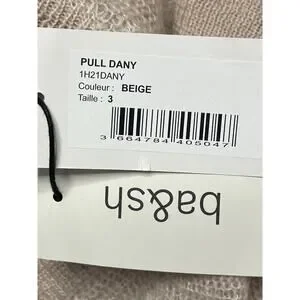 PULL DANY
1H21DANY
Couleur : BEIGE
Taille : 3
3 664784 405047
ba&sh